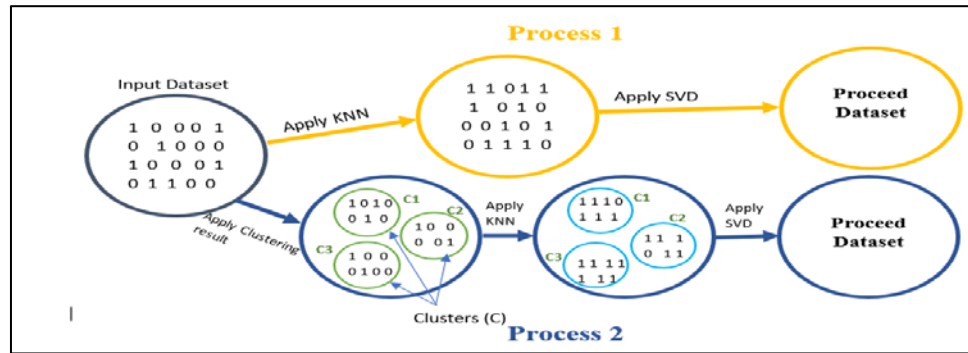 Process 1
Input Dataset
1 0 0 0 1
0 1 0 0 0
1 0 0 0 1
0 1 1 0 0
Apply KNN
1 1 0 1 1
1 0 1 0
0 0 1 0 1
0 1 1 1 0
Apply SVD
Proceed
Dataset
Apply Clustering
result
C1
1 0 1 0
0 1 0
C2
1 0 0
0 0 1
C3
1 0 0
0 1 0 0
Clusters (C)
Apply
KNN
C1
1 1 1 0
1 1 1
C2
1 1 1
0 1 1
C3
1 1 1 1
1 1 1
Apply
SVD
Proceed
Dataset
Process 2